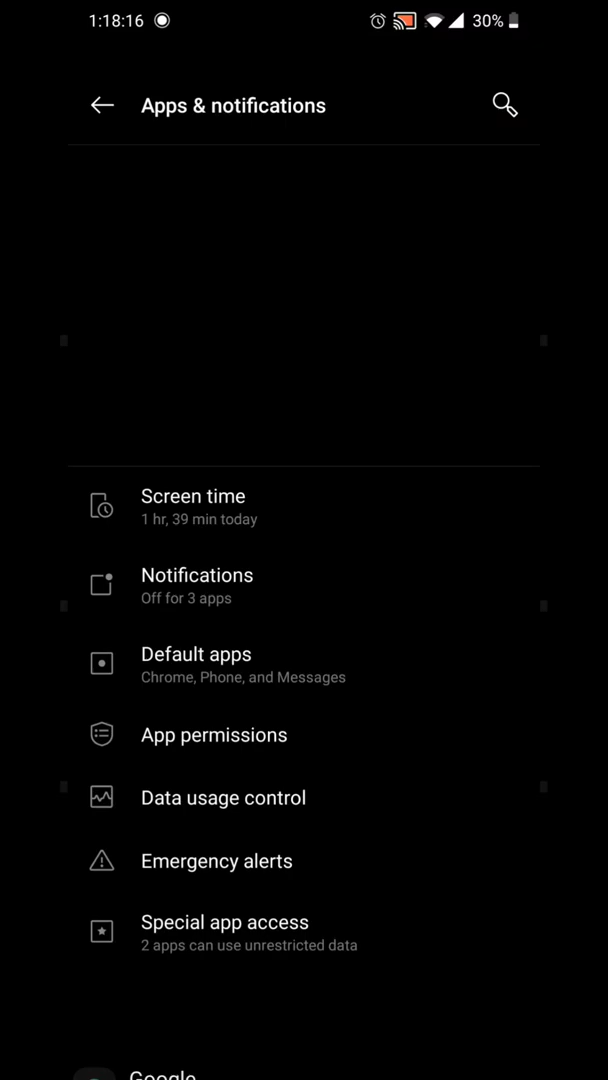 1:18:16 30%
Apps & notifications
Screen time
1 hr, 39 min today
Notifications
Off for 3 apps
Default apps
Chrome, Phone, and Messages
App permissions
Data usage control
Emergency alerts
Special app access
2 apps can use unrestricted data
Google